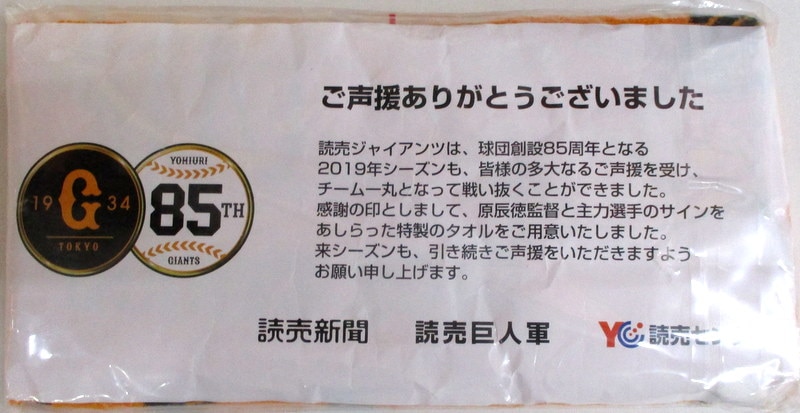 ご声援ありがとうございました
読売ジャイアンツは、球団創設85周年となる
2019年シーズンも、皆様の多大なるご声援を受け、
チーム一丸となって戦い抜くことができました。
感謝の印としまして、原辰徳監督と主力選手のサインを
あしらった特製のタオルをご用意いたしました。
来シーズンも、引き続きご声援をいただきますよう
お願い申し上げます。
19 G 34
TOKYO
YOMIURI
85TH
GIANTS
読売新聞 読売巨人軍 YC 読売セン